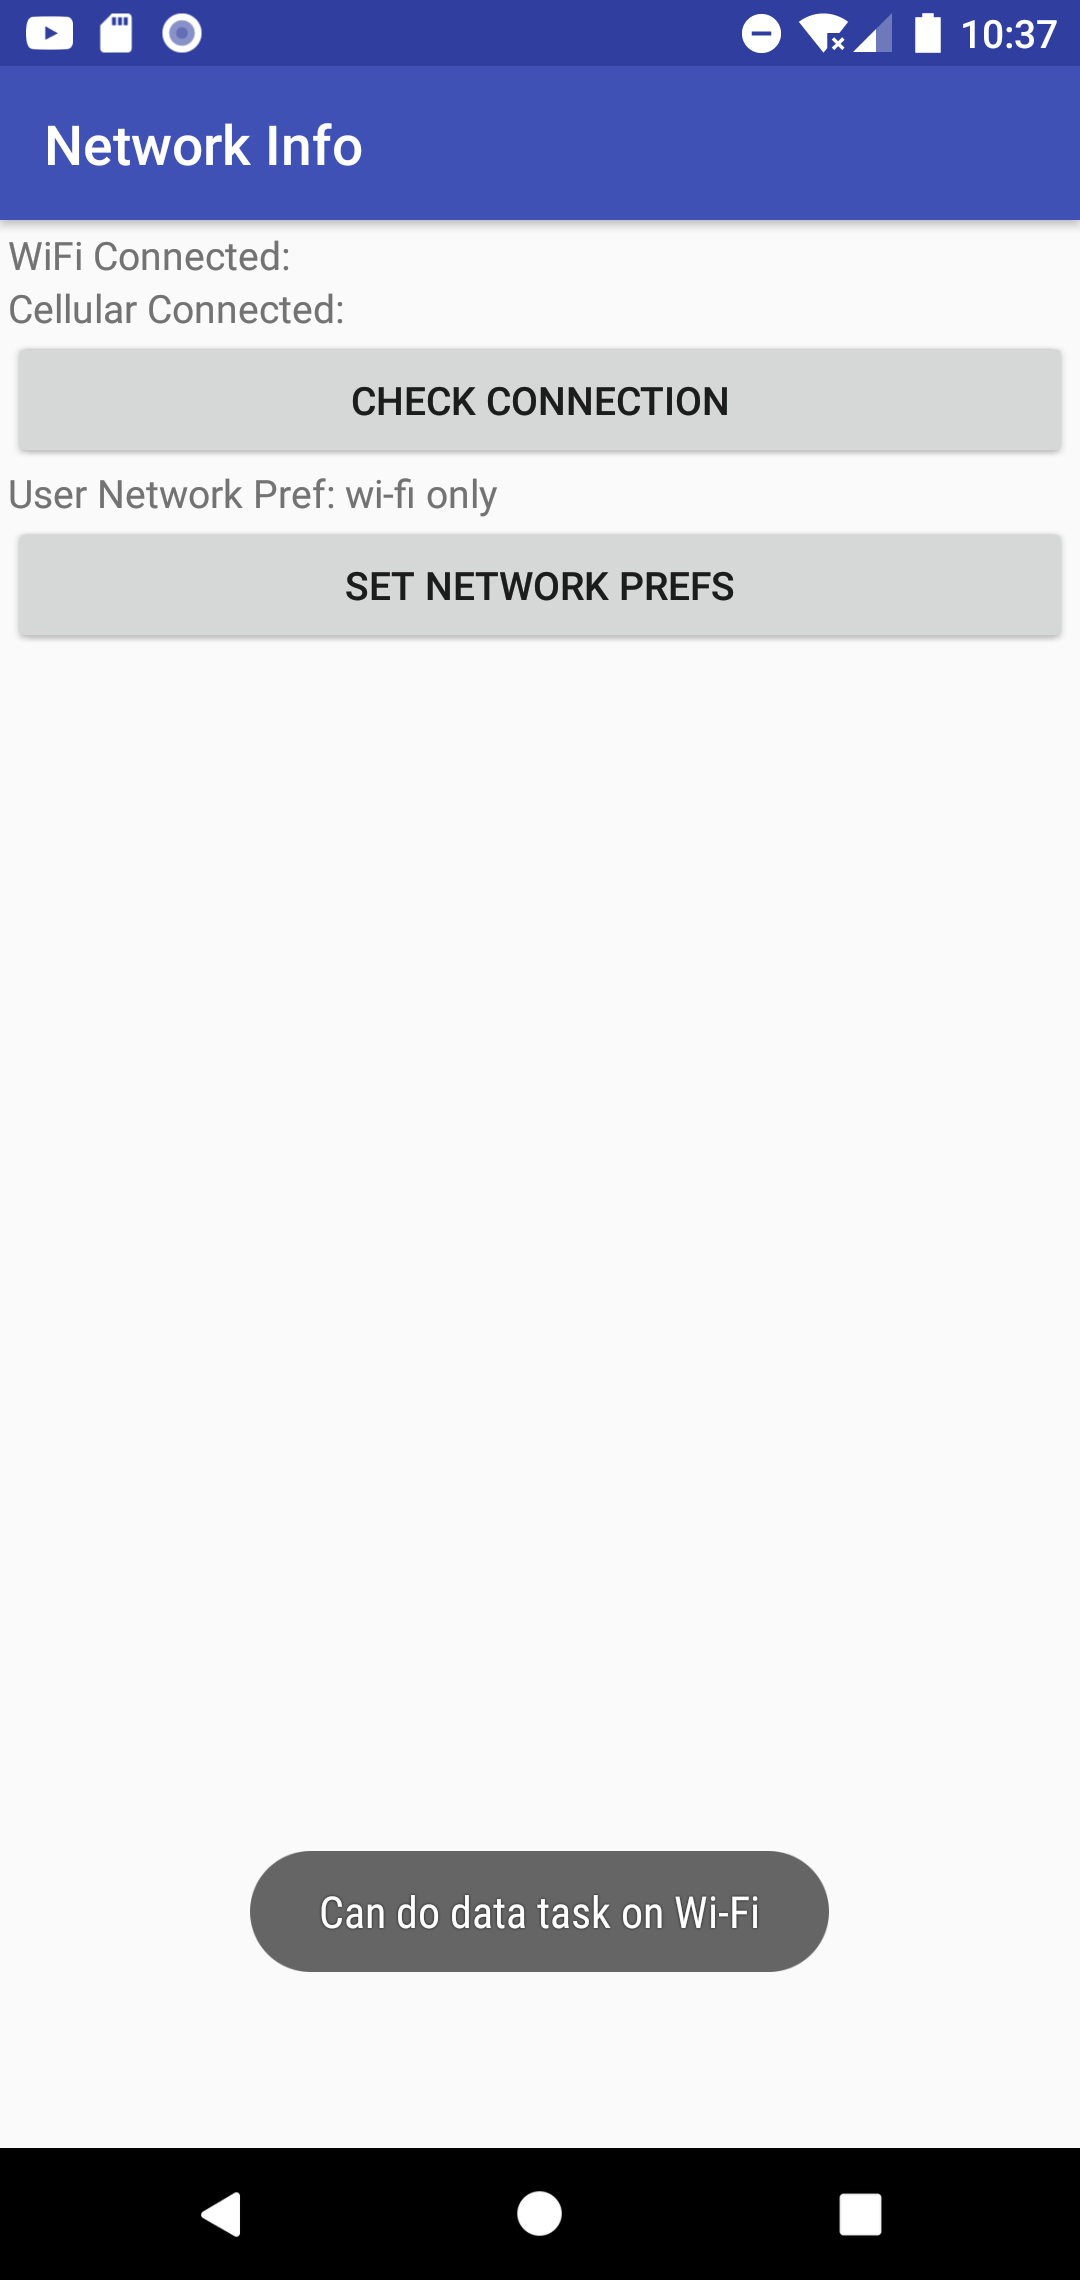 10:37
Network Info
WiFi Connected:
Cellular Connected:
CHECK CONNECTION
User Network Pref: wi-fi only
SET NETWORK PREFS
Can do data task on Wi-Fi